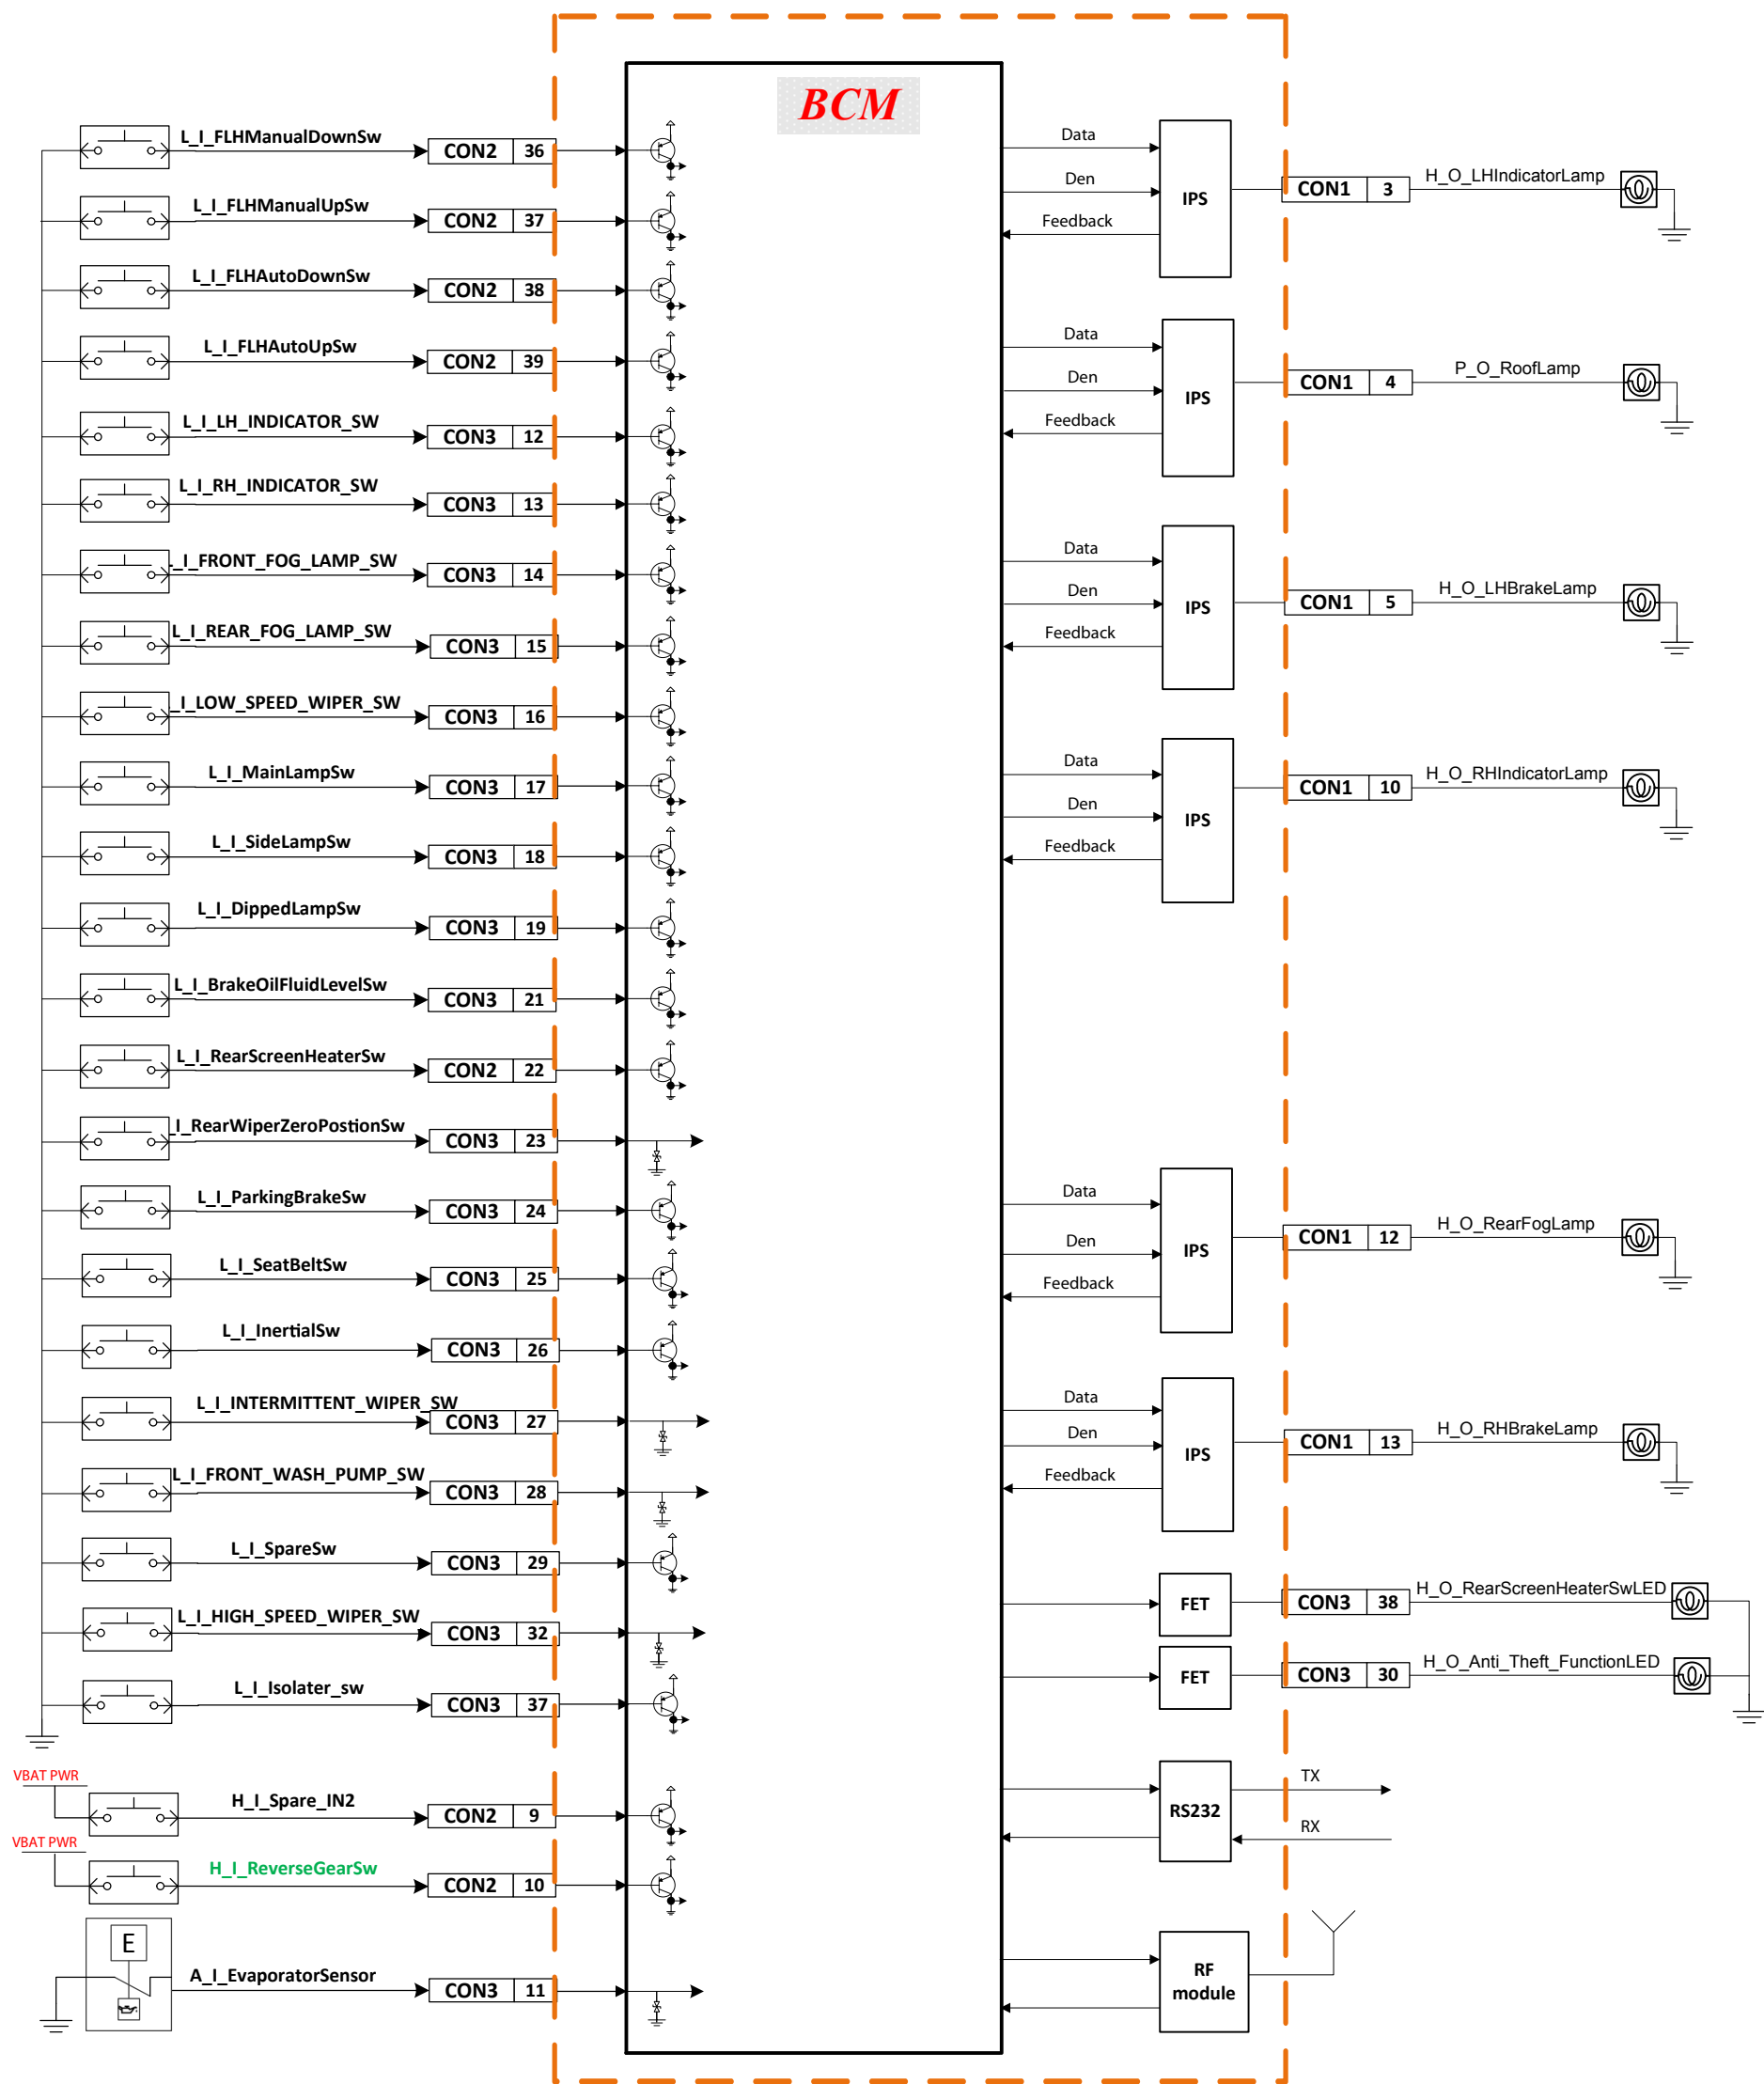 BCM
L_I_FLHManualDownSw
CON2 36
L_I_FLHManualUpSw
CON2 37
L_I_FLHAutoDownSw
CON2 38
L_I_FLHAutoUpSw
CON2 39
L_I_LH_INDICATOR_SW
CON3 12
L_I_RH_INDICATOR_SW
CON3 13
L_I_FRONT_FOG_LAMP_SW
CON3 14
L_I_REAR_FOG_LAMP_SW
CON3 15
L_I_LOW_SPEED_WIPER_SW
CON3 16
L_I_MainLampSw
CON3 17
L_I_SideLampSw
CON3 18
L_I_DippedLampSw
CON3 19
L_I_BrakeOilFluidLevelSw
CON3 21
L_I_RearScreenHeaterSw
CON2 22
L_I_RearWiperZeroPostionSw
CON3 23
L_I_ParkingBrakeSw
CON3 24
L_I_SeatBeltSw
CON3 25
L_I_InertialSw
CON3 26
L_I_INTERMITTENT_WIPER_SW
CON3 27
L_I_FRONT_WASH_PUMP_SW
CON3 28
L_I_SpareSw
CON3 29
L_I_HIGH_SPEED_WIPER_SW
CON3 32
L_I_Isolater_sw
CON3 37
VBAT PWR
H_I_Spare_IN2
CON2 9
VBAT PWR
H_I_ReverseGearSw
CON2 10
E
A_I_EvaporatorSensor
CON3 11
Data
Den
Feedback
IPS
CON1 3
H_O_LHIndicatorLamp
Data
Den
Feedback
IPS
CON1 4
P_O_RoofLamp
Data
Den
Feedback
IPS
CON1 5
H_O_LHBrakeLamp
Data
Den
Feedback
IPS
CON1 10
H_O_RHIndicatorLamp
Data
Den
Feedback
IPS
CON1 12
H_O_RearFogLamp
Data
Den
Feedback
IPS
CON1 13
H_O_RHBrakeLamp
FET
CON3 38
H_O_RearScreenHeaterSwLED
FET
CON3 30
H_O_Anti_Theft_FunctionLED
RS232
TX
RX
RF
module